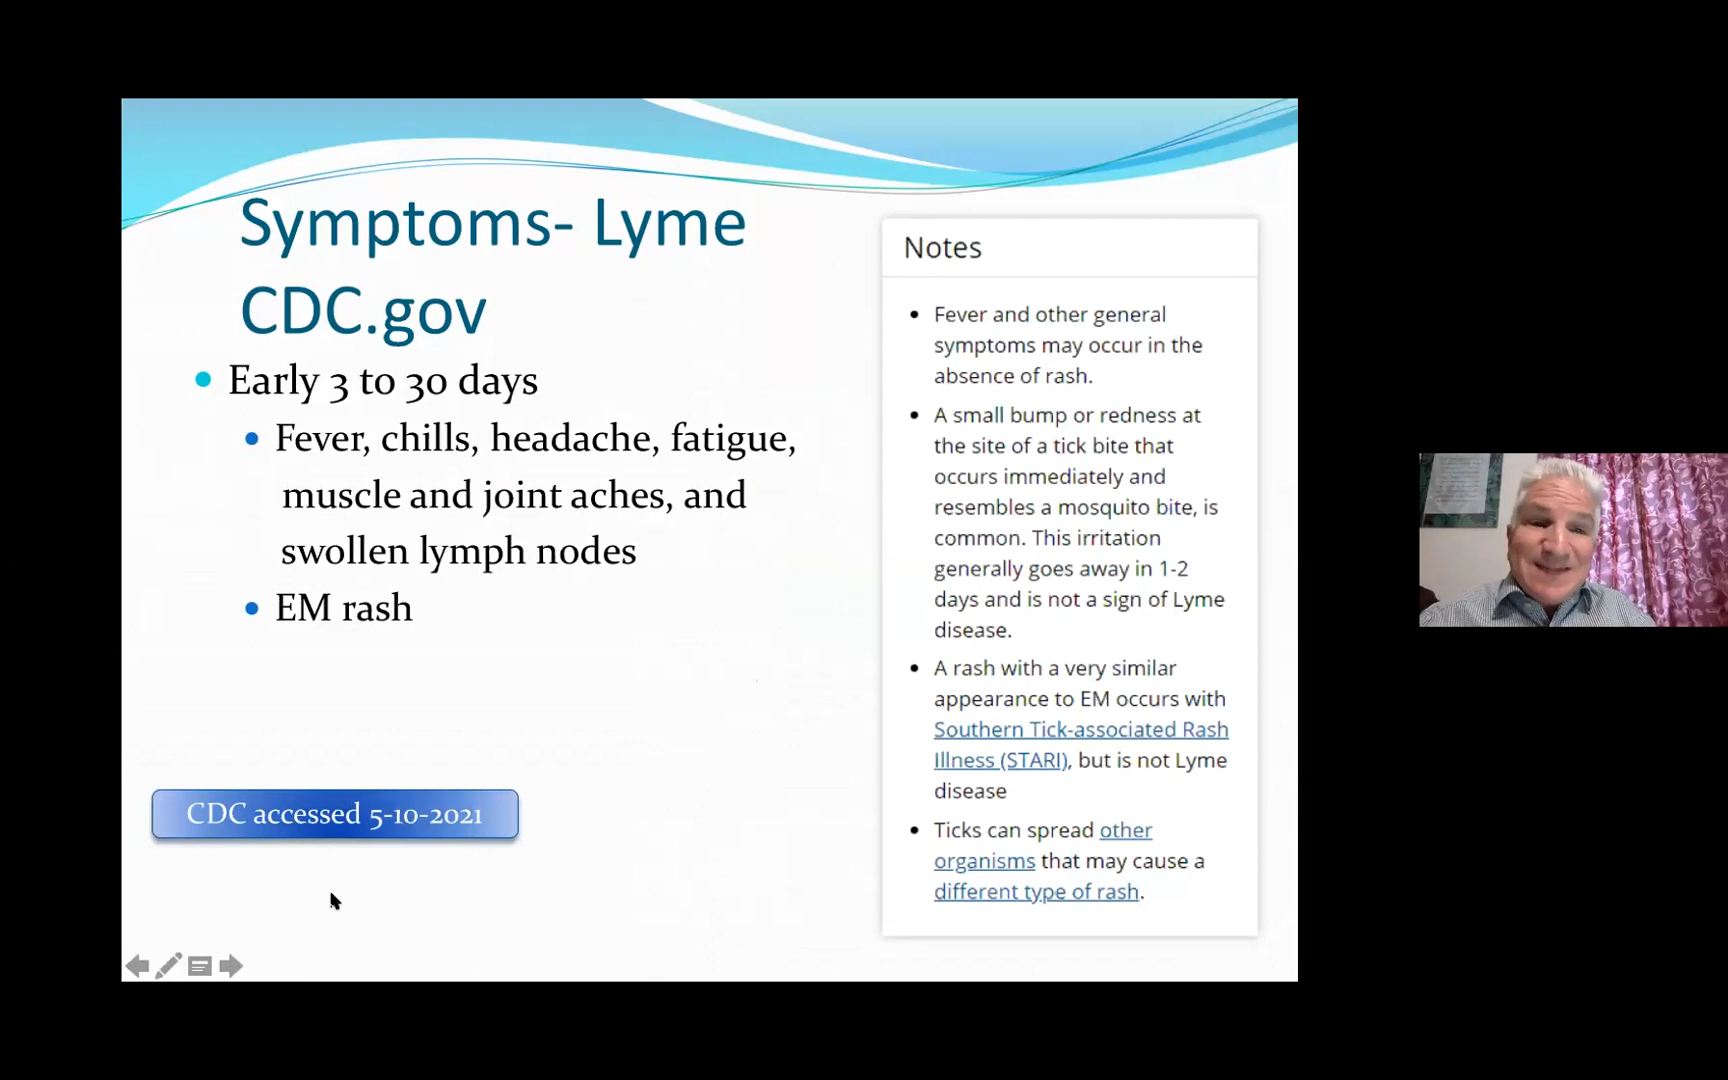 Symptoms- Lyme
CDC.gov
Early 3 to 30 days
Fever, chills, headache, fatigue,
muscle and joint aches, and
swollen lymph nodes
EM rash
CDC accessed 5-10-2021
Notes
Fever and other general
symptoms may occur in the
absence of rash.
A small bump or redness at
the site of a tick bite that
occurs immediately and
resembles a mosquito bite, is
common. This irritation
generally goes away in 1-2
days and is not a sign of Lyme
disease.
A rash with a very similar
appearance to EM occurs with
Southern Tick-associated Rash
Illness (STARI), but is not Lyme
disease
Ticks can spread other
organisms that may cause a
different type of rash.